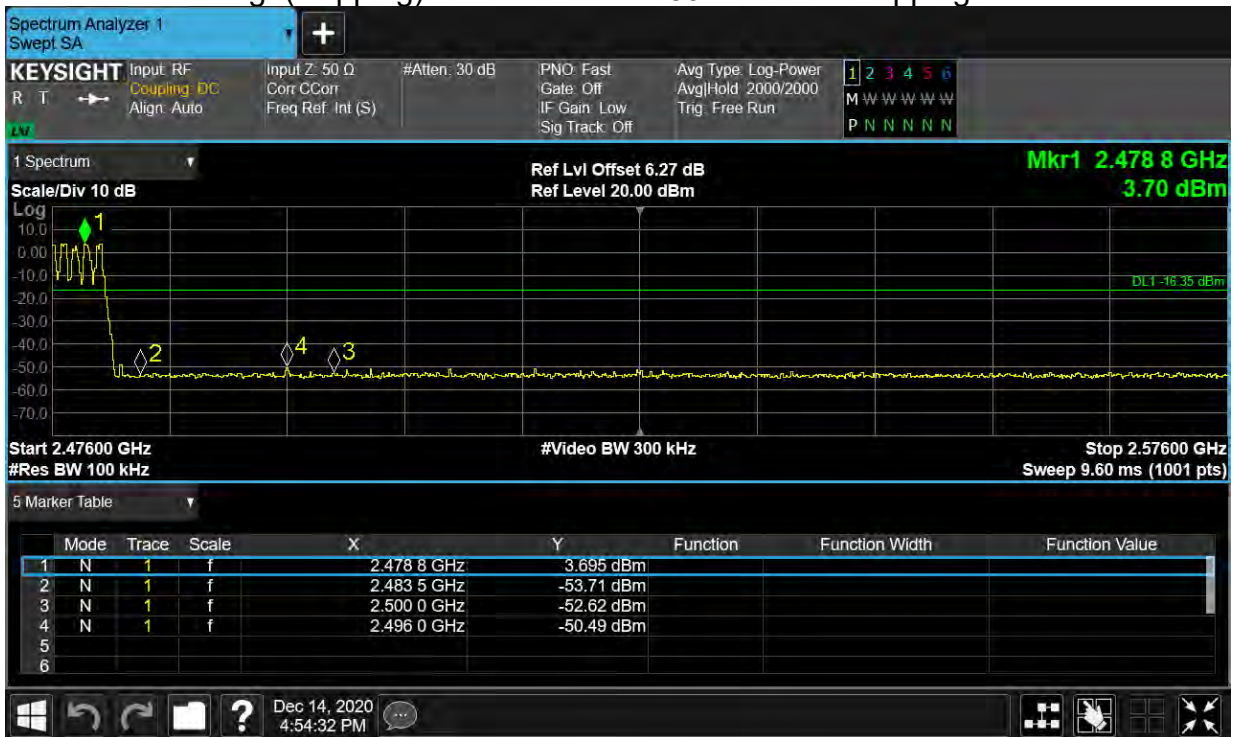 Spectrum Analyzer 1
Swept SA
+
KEYSIGHT
R T
LXI
Input: RF
Coupling: DC
Align: Auto
Input Z: 50 Ω
Corr CCorr
Freq Ref: Int (S)
#Atten: 30 dB
PNO: Fast
Gate: Off
IF Gain: Low
Sig Track: Off
Avg Type: Log-Power
Avg|Hold: 2000/2000
Trig: Free Run
1 2 3 4 5 6
M W W W W W
P N N N N N
1 Spectrum
Scale/Div 10 dB
Ref Lvl Offset 6.27 dB
Ref Level 20.00 dBm
Mkr1 2.478 8 GHz
3.70 dBm
Log
10.0
0.00
-10.0
-20.0
-30.0
-40.0
-50.0
-60.0
-70.0
1
2
4
3
DL1 -16.35 dBm
Start 2.47600 GHz
#Res BW 100 kHz
#Video BW 300 kHz
Stop 2.57600 GHz
Sweep 9.60 ms (1001 pts)
5 Marker Table
Mode Trace Scale X Y Function Function Width Function Value
1 N 1 f 2.478 8 GHz 3.695 dBm
2 N 1 f 2.483 5 GHz -53.71 dBm
3 N 1 f 2.500 0 GHz -52.62 dBm
4 N 1 f 2.496 0 GHz -50.49 dBm
5
6
?
Dec 14, 2020
4:54:32 PM